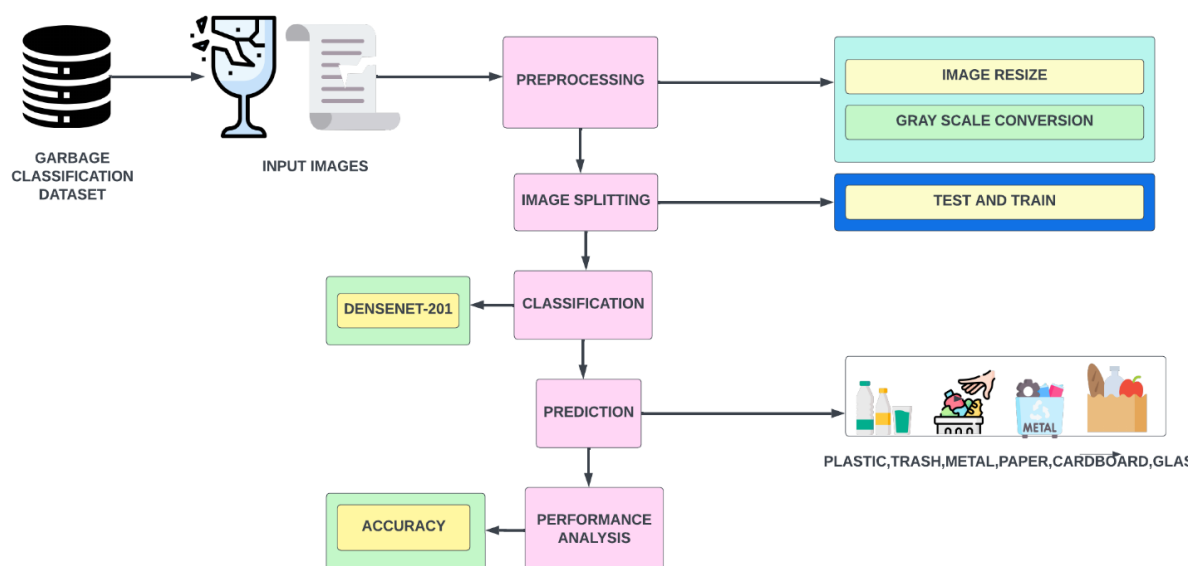 GARBAGE
CLASSIFICATION
DATASET
INPUT IMAGES
PREPROCESSING
IMAGE RESIZE
GRAY SCALE CONVERSION
IMAGE SPLITTING
TEST AND TRAIN
CLASSIFICATION
DENSENET-201
PREDICTION
METAL
PLASTIC,TRASH,METAL,PAPER,CARDBOARD,GLAS
PERFORMANCE
ANALYSIS
ACCURACY